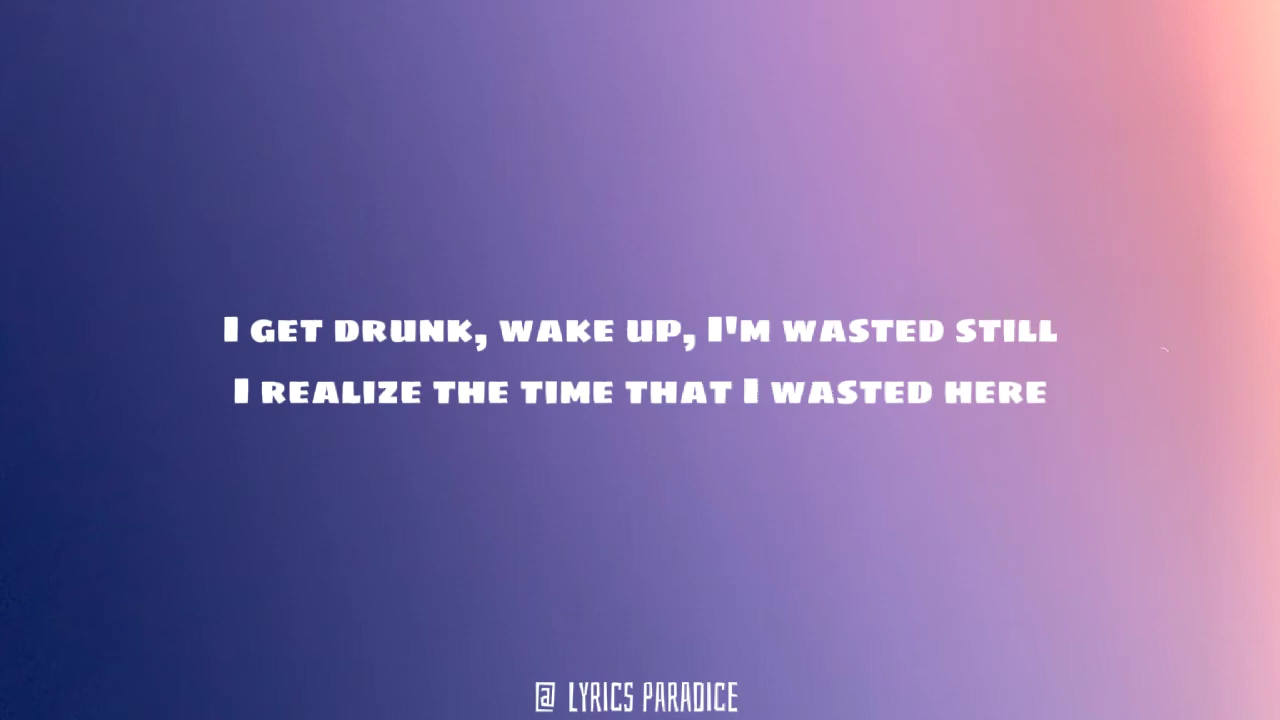 I GET DRUNK, WAKE UP, I'M WASTED STILL
I REALIZE THE TIME THAT I WASTED HERE
@ LYRICS PARADICE